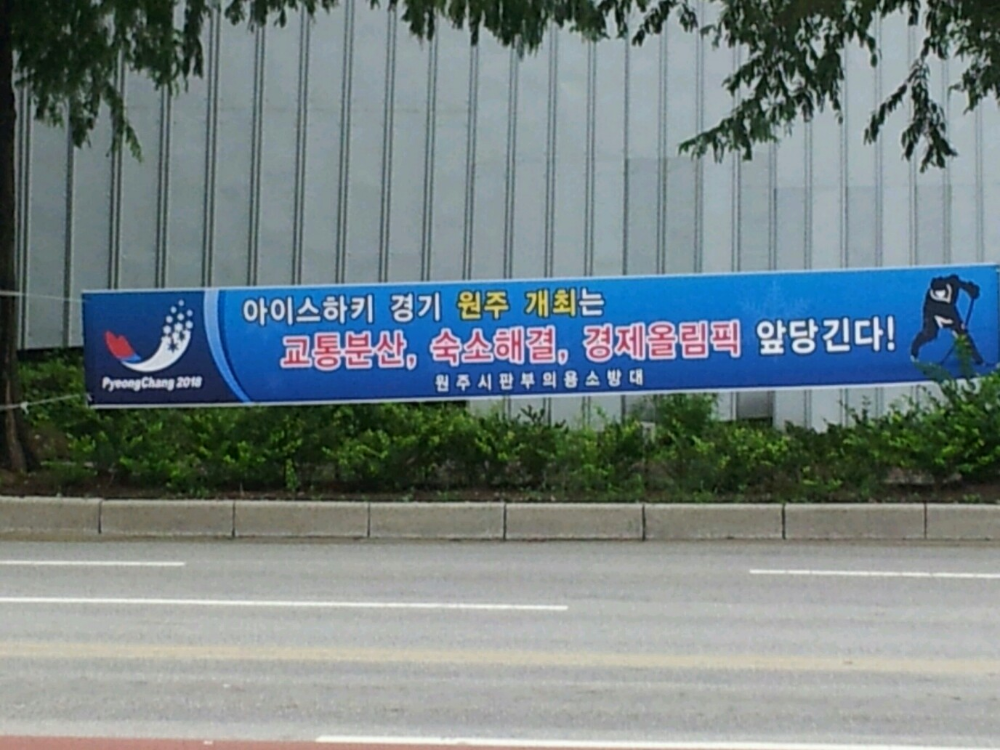 아이스하키 경기 원주 개최는
교통분산, 숙소해결, 경제올림픽 앞당긴다!
원주시판부의용소방대
PyeongChang 2018